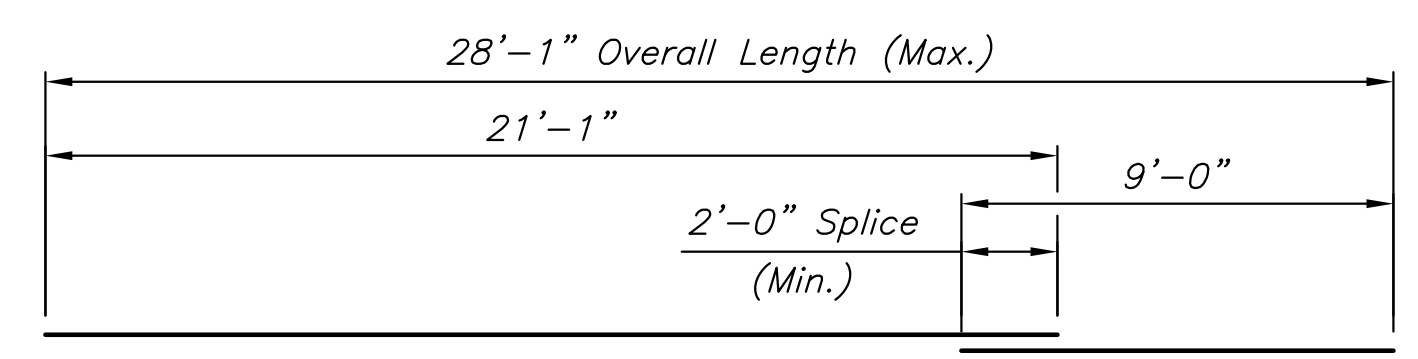 28'-1" Overall Length (Max.)
21'-1"
9'-0"
2'-0" Splice
(Min.)